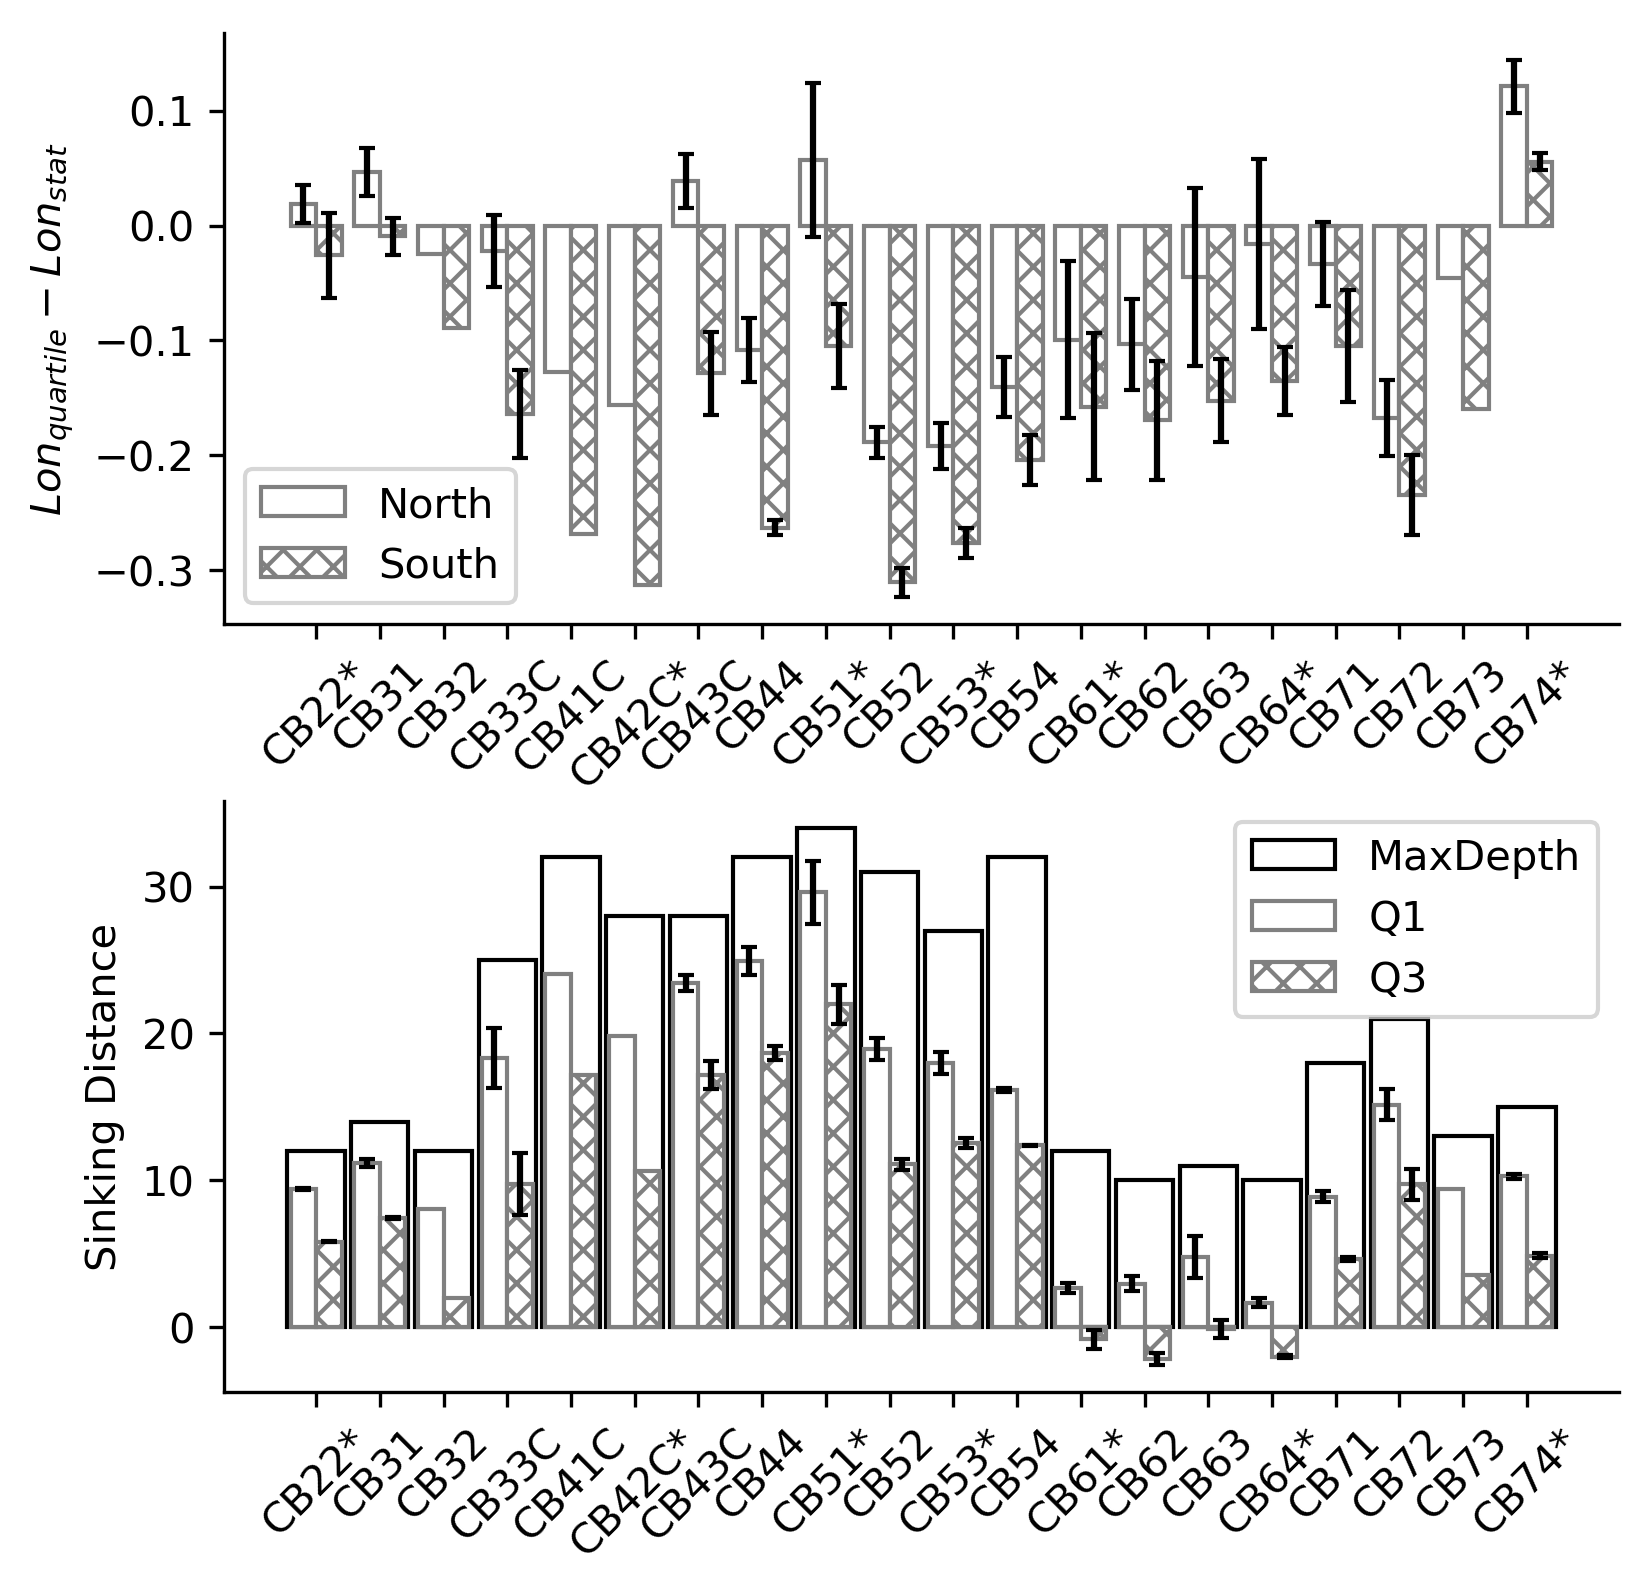 0.1
0.0
−0.1
−0.2
−0.3
Lon_quartile − Lon_stat
North
South
CB22* CB31 CB32 CB33C CB41C CB42C* CB43C CB44 CB51* CB52 CB53* CB54 CB61* CB62 CB63 CB64* CB71 CB72 CB73 CB74*
30
20
10
0
Sinking Distance
MaxDepth
Q1
Q3
CB22* CB31 CB32 CB33C CB41C CB42C* CB43C CB44 CB51* CB52 CB53* CB54 CB61* CB62 CB63 CB64* CB71 CB72 CB73 CB74*